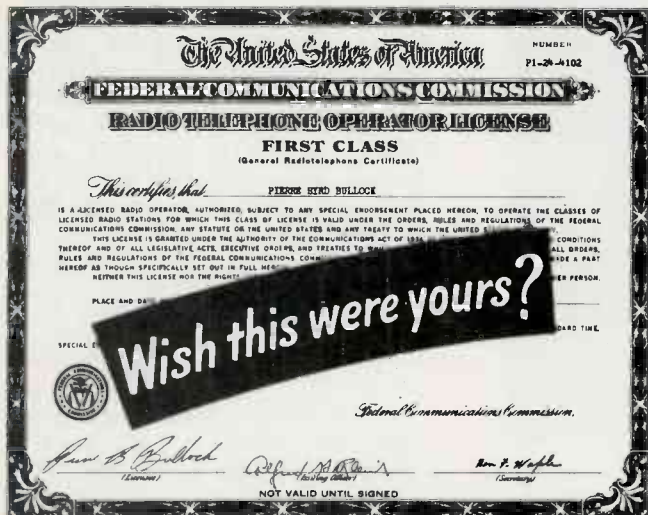 The United States of America
NUMBER
P1-24-4102
FEDERAL COMMUNICATIONS COMMISSION
RADIO TELEPHONE OPERATOR LICENSE
FIRST CLASS
(General Radiotelephone Certificate)
This certifies that PIERRE BYRD BULLOCK
IS A LICENSED RADIO OPERATOR, AUTHORIZED, SUBJECT TO ANY SPECIAL ENDORSEMENT PLACED HEREON, TO OPERATE THE CLASSES OF
LICENSED RADIO STATIONS FOR WHICH THIS CLASS OF LICENSE IS VALID UNDER THE ORDERS, RULES AND REGULATIONS OF THE FEDERAL
COMMUNICATIONS COMMISSION, ANY STATUTE OR THE UNITED STATES AND ANY TREATY TO WHICH THE UNITED
THIS LICENSE IS GRANTED UNDER THE AUTHORITY OF THE COMMUNICATIONS ACT OF 1934 CONDITIONS
THEREOF AND OF ALL LEGISLATIVE ACTS, EXECUTIVE ORDERS, AND TREATIES TO ALL ORDERS,
RULES AND REGULATIONS OF THE FEDERAL COMMUNICATIONS A PART
HEREOF AS THOUGH SPECIFICALLY SET OUT IN FULL
NEITHER THIS LICENSE NOR THE PERSON.
PLACE AND
TIME.
SPECIAL
Wish this were yours?
Federal Communications Commission.
(Licensee)
(Issuing Officer)
(Secretary)
NOT VALID UNTIL SIGNED